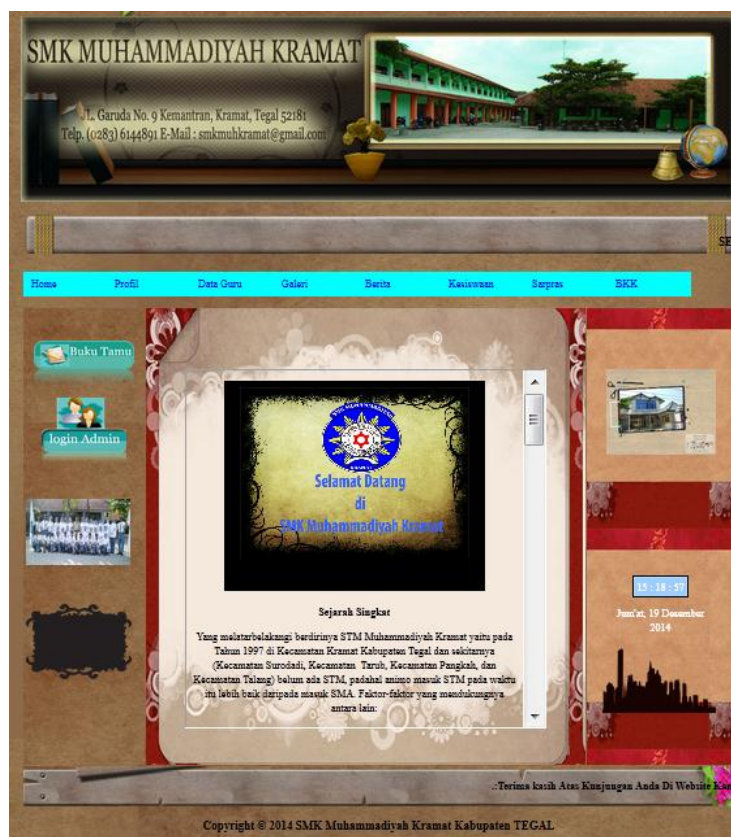 SMK MUHAMMADIYAH KRAMAT
JL. Garuda No. 9 Kemantran, Kramat, Tegal 52181
Telp. (0283) 6144891 E-Mail : smkmuhkramat@gmail.com
SE
Home Profil Data Guru Galeri Berita Kesiswaan Sarpras BKK
Buku Tamu
login Admin
Selamat Datang
di
SMK Muhammadiyah Kramat
Sejarah Singkat
Yang melatarbelakangi berdirinya STM Muhammadiyah Kramat yaitu pada
Tahun 1997 di Kecamatan Kramat Kabupaten Tegal dan sekitarnya
(Kecamatan Surodadi, Kecamatan Tarub, Kecamatan Pangkah, dan
Kecamatan Talang) belum ada STM, padahal animo masuk STM pada waktu
itu lebih baik daripada masuk SMA. Faktor-faktor yang mendukungnya
antara lain:
15 : 18 : 57
Jum'at, 19 Desember
2014
.:Terima kasih Atas Kunjungan Anda Di Website Kam
Copyright © 2014 SMK Muhammadiyah Kramat Kabupaten TEGAL